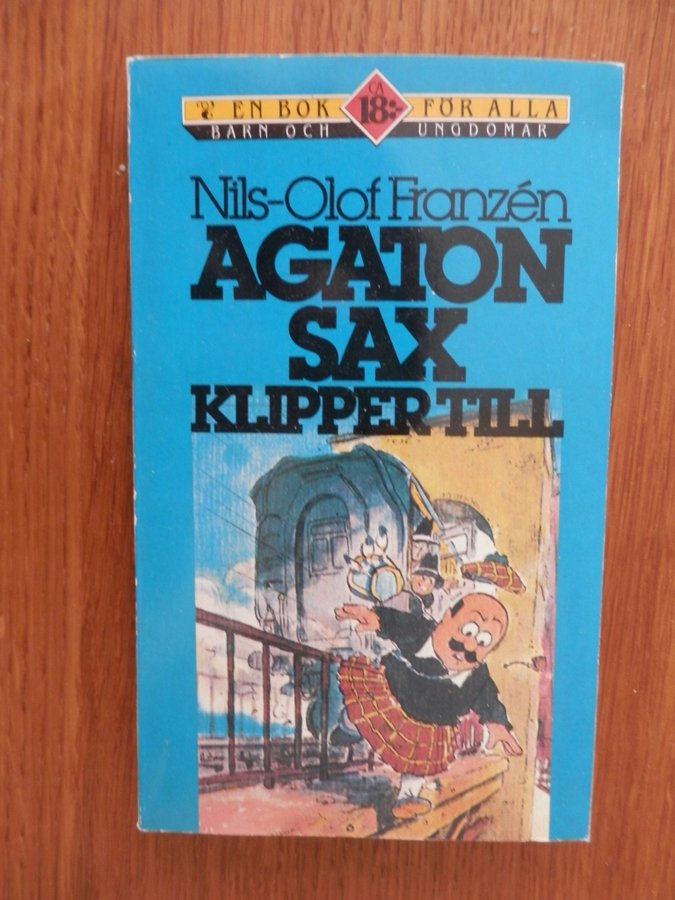 EN BOK CA 18:- FÖR ALLA
BARN OCH UNGDOMAR
Nils-Olof Franzén
AGATON
SAX
KLIPPER TILL